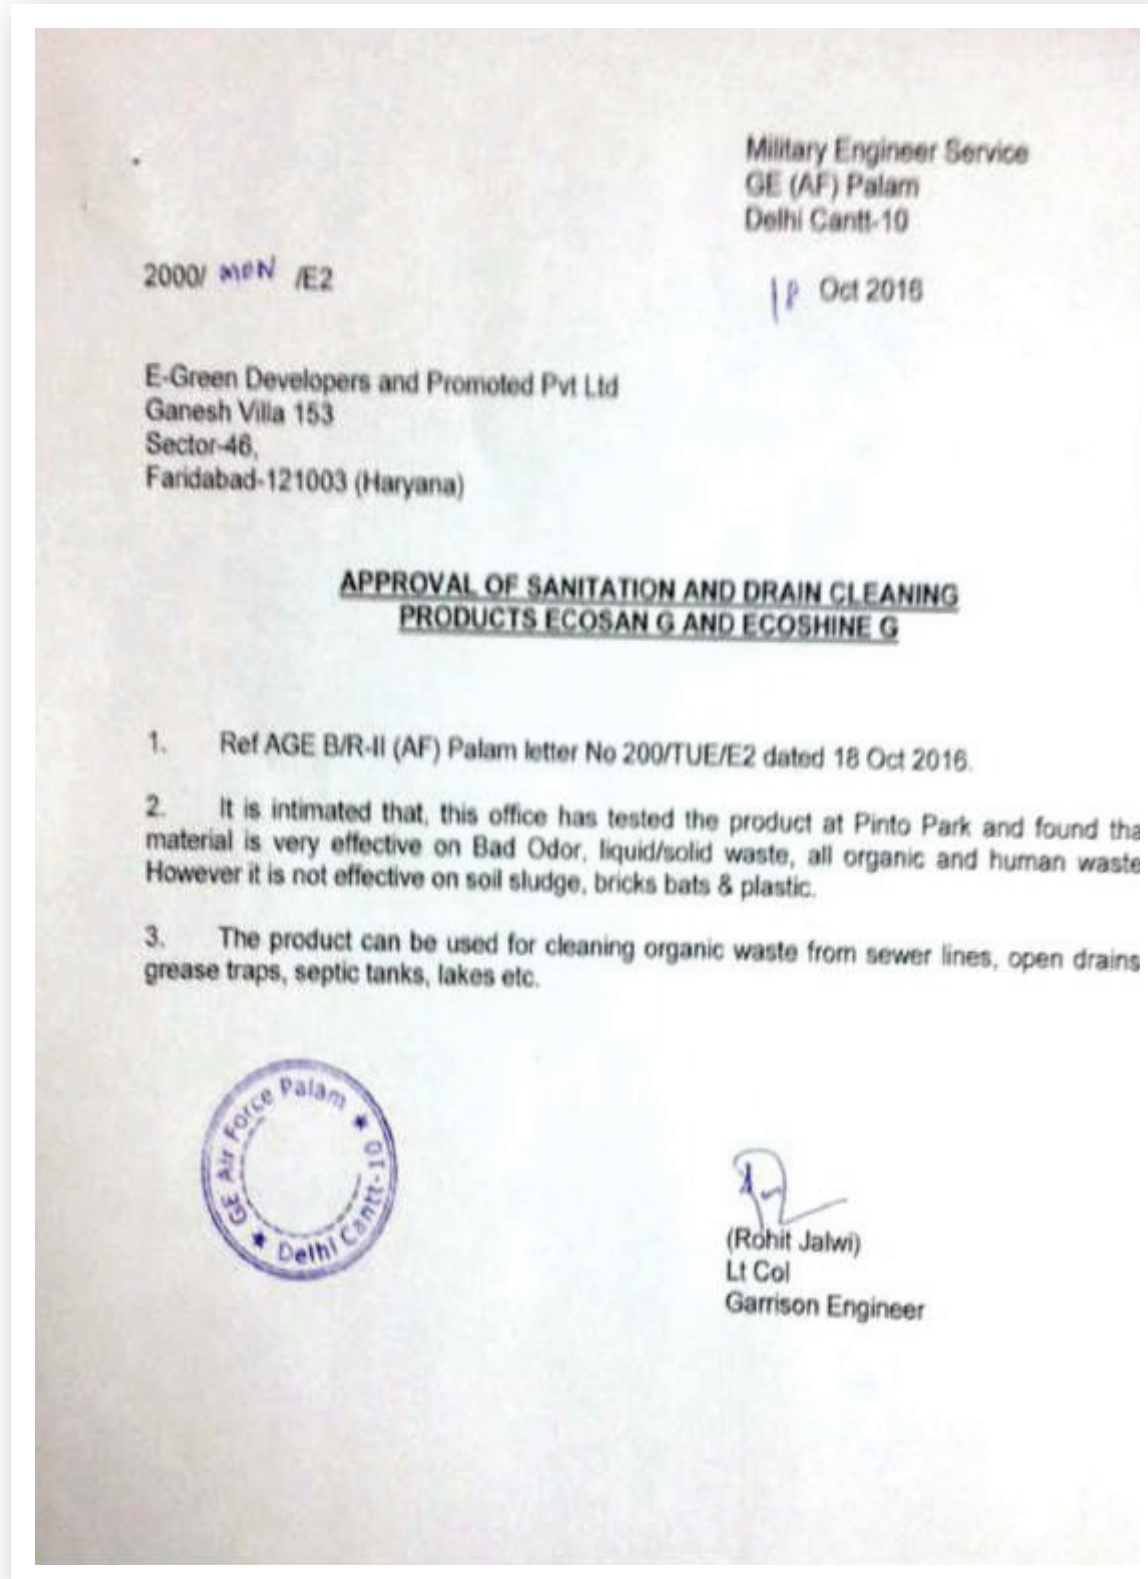 Military Engineer Service
GE (AF) Palam
Delhi Cantt-10
2000/ MON /E2
18 Oct 2016
E-Green Developers and Promoted Pvt Ltd
Ganesh Villa 153
Sector-46,
Faridabad-121003 (Haryana)
APPROVAL OF SANITATION AND DRAIN CLEANING
PRODUCTS ECOSAN G AND ECOSHINE G
1. Ref AGE B/R-II (AF) Palam letter No 200/TUE/E2 dated 18 Oct 2016.
2. It is intimated that, this office has tested the product at Pinto Park and found tha
material is very effective on Bad Odor, liquid/solid waste, all organic and human waste
However it is not effective on soil sludge, bricks bats & plastic.
3. The product can be used for cleaning organic waste from sewer lines, open drains
grease traps, septic tanks, lakes etc.
GE Air Force Palam ★ Delhi Cantt-10 ★
(Rohit Jalwi)
Lt Col
Garrison Engineer